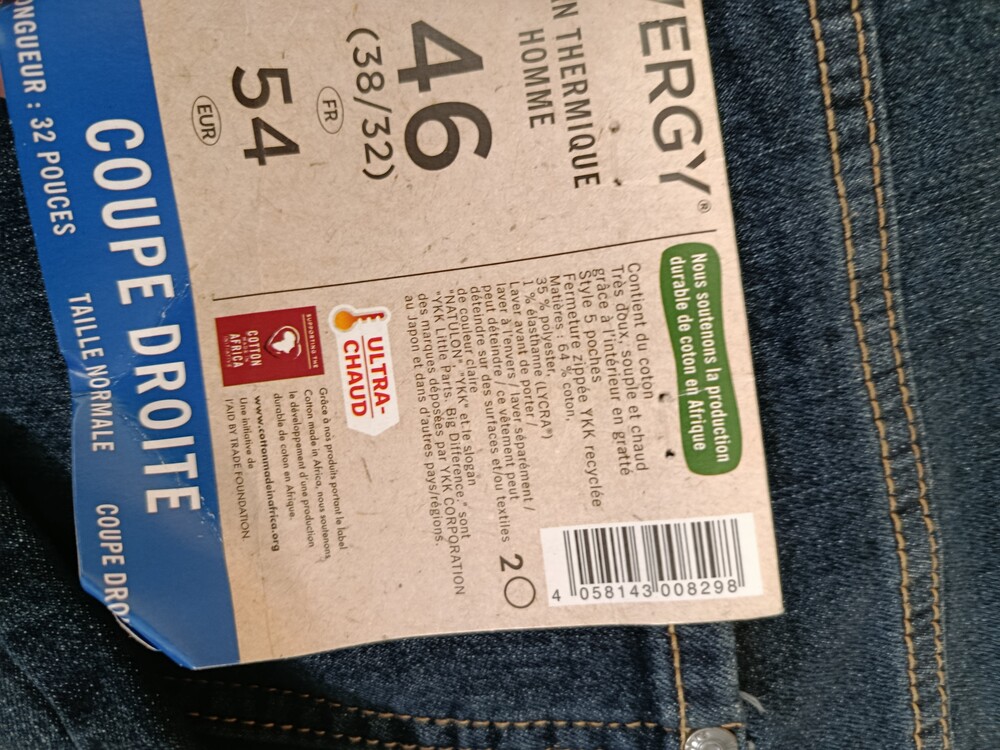 VERGY®
N THERMIQUE
HOMME
46 FR
(38/32)
54 EUR
Nous soutenons la production
durable de coton en Afrique
Contient du coton
Très doux, souple et chaud
grâce à l'intérieur en gratté
Style 5 poches
Fermeture zippée YKK recyclée
Matières : 64 % coton,
35 % polyester,
1 % élasthanne (LYCRA®)
Laver avant de porter /
laver à l'envers / laver séparément /
peut déteindre / ce vêtement peut
déteindre sur des surfaces et/ou textiles
de couleur claire
"NATULON", "YKK" et le slogan
"YKK Little Parts. Big Difference." sont
des marques déposées par YKK CORPORATION
au Japon et dans d'autres pays/régions.
2
4 058143 008298
ULTRA-
CHAUD
SUPPORTING THE
COTTON
MADE IN
AFRICA
INITIATIVE
Grâce à nos produits portant le label
Cotton made in Africa, nous soutenons
le développement d'une production
durable de coton en Afrique.
www.cottonmadeinafrica.org
Une initiative de
l'AID BY TRADE FOUNDATION.
COUPE DROITE
ONGUEUR : 32 POUCES TAILLE NORMALE COUPE DROI